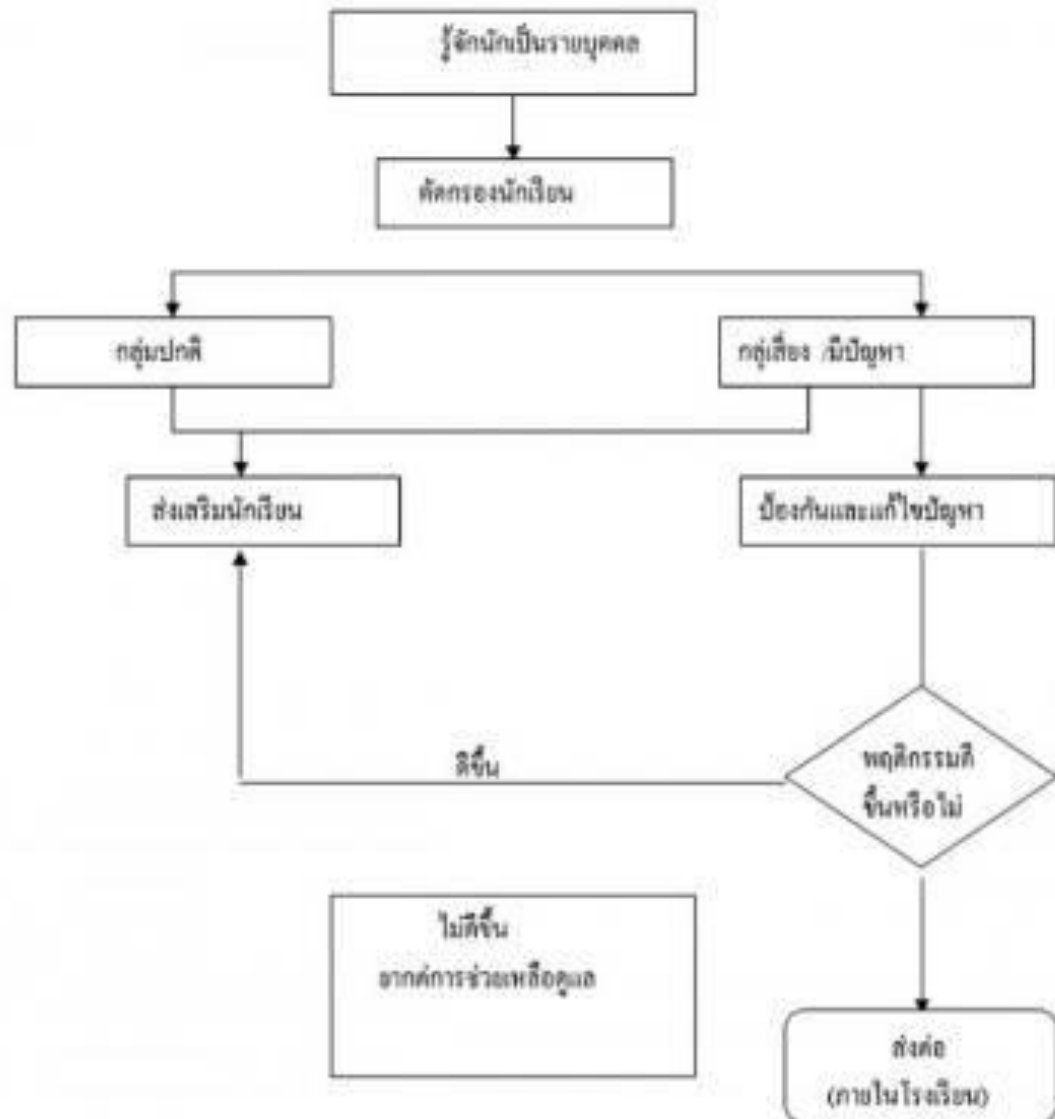 รู้จักนักเป็นรายบุคคล
คัดกรองนักเรียน
กลุ่มปกติ
กลุ่เสี่ยง /มีปัญหา
ส่งเสริมนักเรียน
ป้องกันและแก้ไขปัญหา
พฤติกรรมดี
ขึ้นหรือไม่
ดีขึ้น
ไม่ดีขึ้น
ยากต่การช่วยเหลือดูแล
ส่งต่อ
(ภายในโรงเรียน)